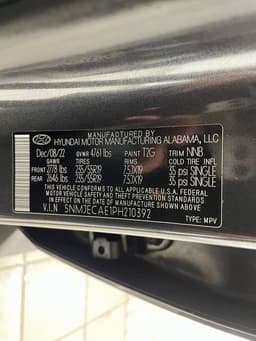 HYUNDAI MOTOR MANUFACTURING ALABAMA, LLC
Dec/08/22 GVWR 4761 lbs PAINT T2G TRIM NNB
GAWR TIRES RIMS COLD INFL PR
FRONT 2778 lbs 235/55R19 7.5JX19 35 psi SINGLE
REAR 2646 lbs 235/55R19 7.5JX19 35 psi SINGLE
THIS VEHICLE CONFORMS TO ALL APPLICABLE U.S.A. FEDERAL
MOTOR VEHICLE SAFETY AND THEFT PREVENTION STANDARDS
IN EFFECT ON THE DATE OF MANUFACTURE SHOWN ABOVE.
V.I.N 5NMJECAE1PH210392
TYPE: MPV